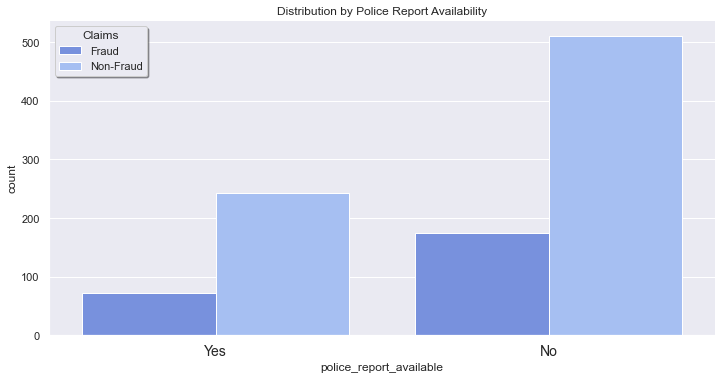 Distribution by Police Report Availability
Claims
Fraud
Non-Fraud
500
400
300
200
100
0
count
Yes
No
police_report_available